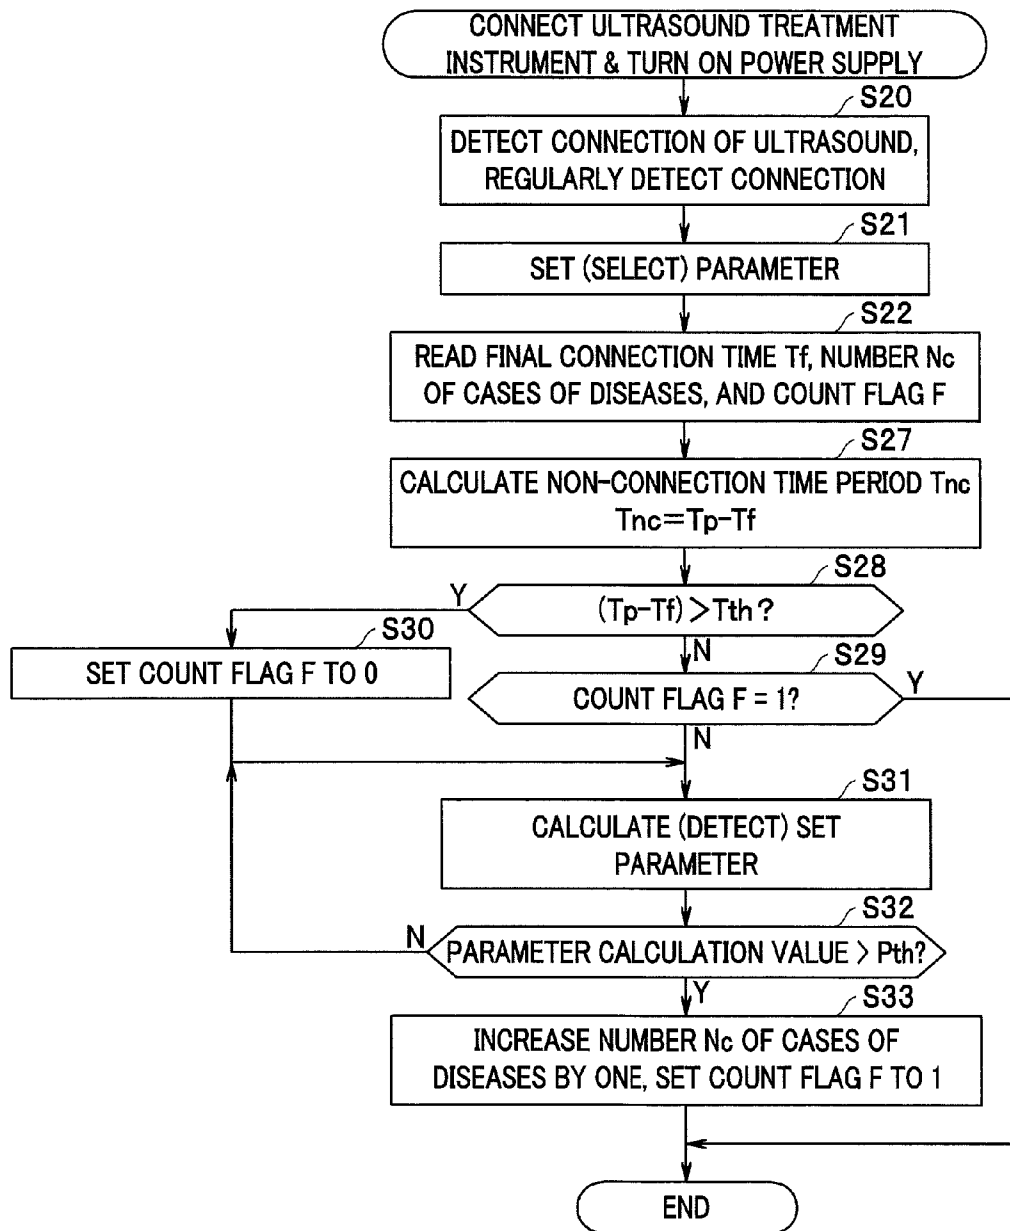 CONNECT ULTRASOUND TREATMENT
INSTRUMENT & TURN ON POWER SUPPLY
S20
DETECT CONNECTION OF ULTRASOUND,
REGULARLY DETECT CONNECTION
S21
SET (SELECT) PARAMETER
S22
READ FINAL CONNECTION TIME Tf, NUMBER Nc
OF CASES OF DISEASES, AND COUNT FLAG F
S27
CALCULATE NON-CONNECTION TIME PERIOD Tnc
Tnc=Tp-Tf
S28
(Tp-Tf) > Tth?
Y
N
S30
SET COUNT FLAG F TO 0
S29
COUNT FLAG F = 1?
Y
N
S31
CALCULATE (DETECT) SET
PARAMETER
S32
PARAMETER CALCULATION VALUE > Pth?
N
Y
S33
INCREASE NUMBER Nc OF CASES OF
DISEASES BY ONE, SET COUNT FLAG F TO 1
END